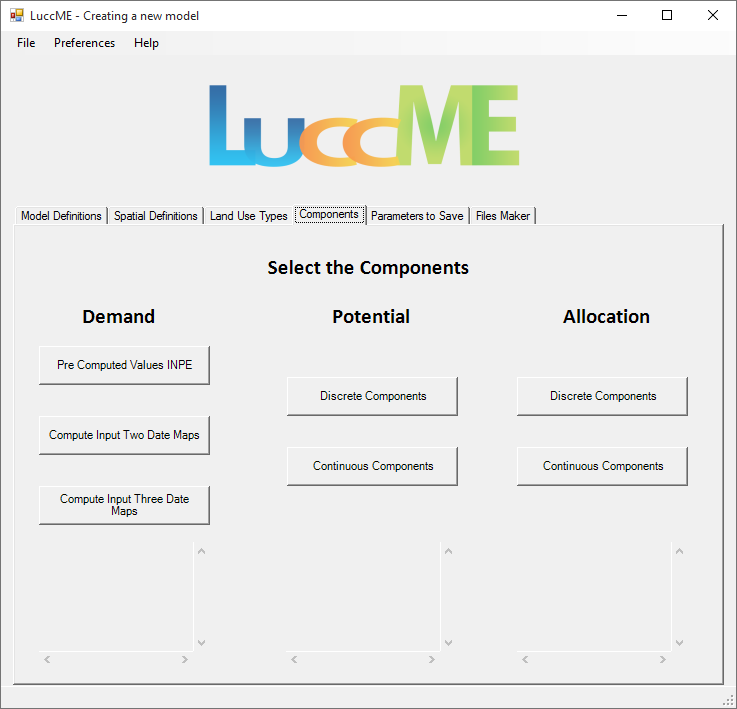 LuccME - Creating a new model
File Preferences Help
LuccME
Model Definitions Spatial Definitions Land Use Types Components Parameters to Save Files Maker
Select the Components
Demand Potential Allocation
Pre Computed Values INPE
Discrete Components Discrete Components
Compute Input Two Date Maps
Continuous Components Continuous Components
Compute Input Three Date
Maps